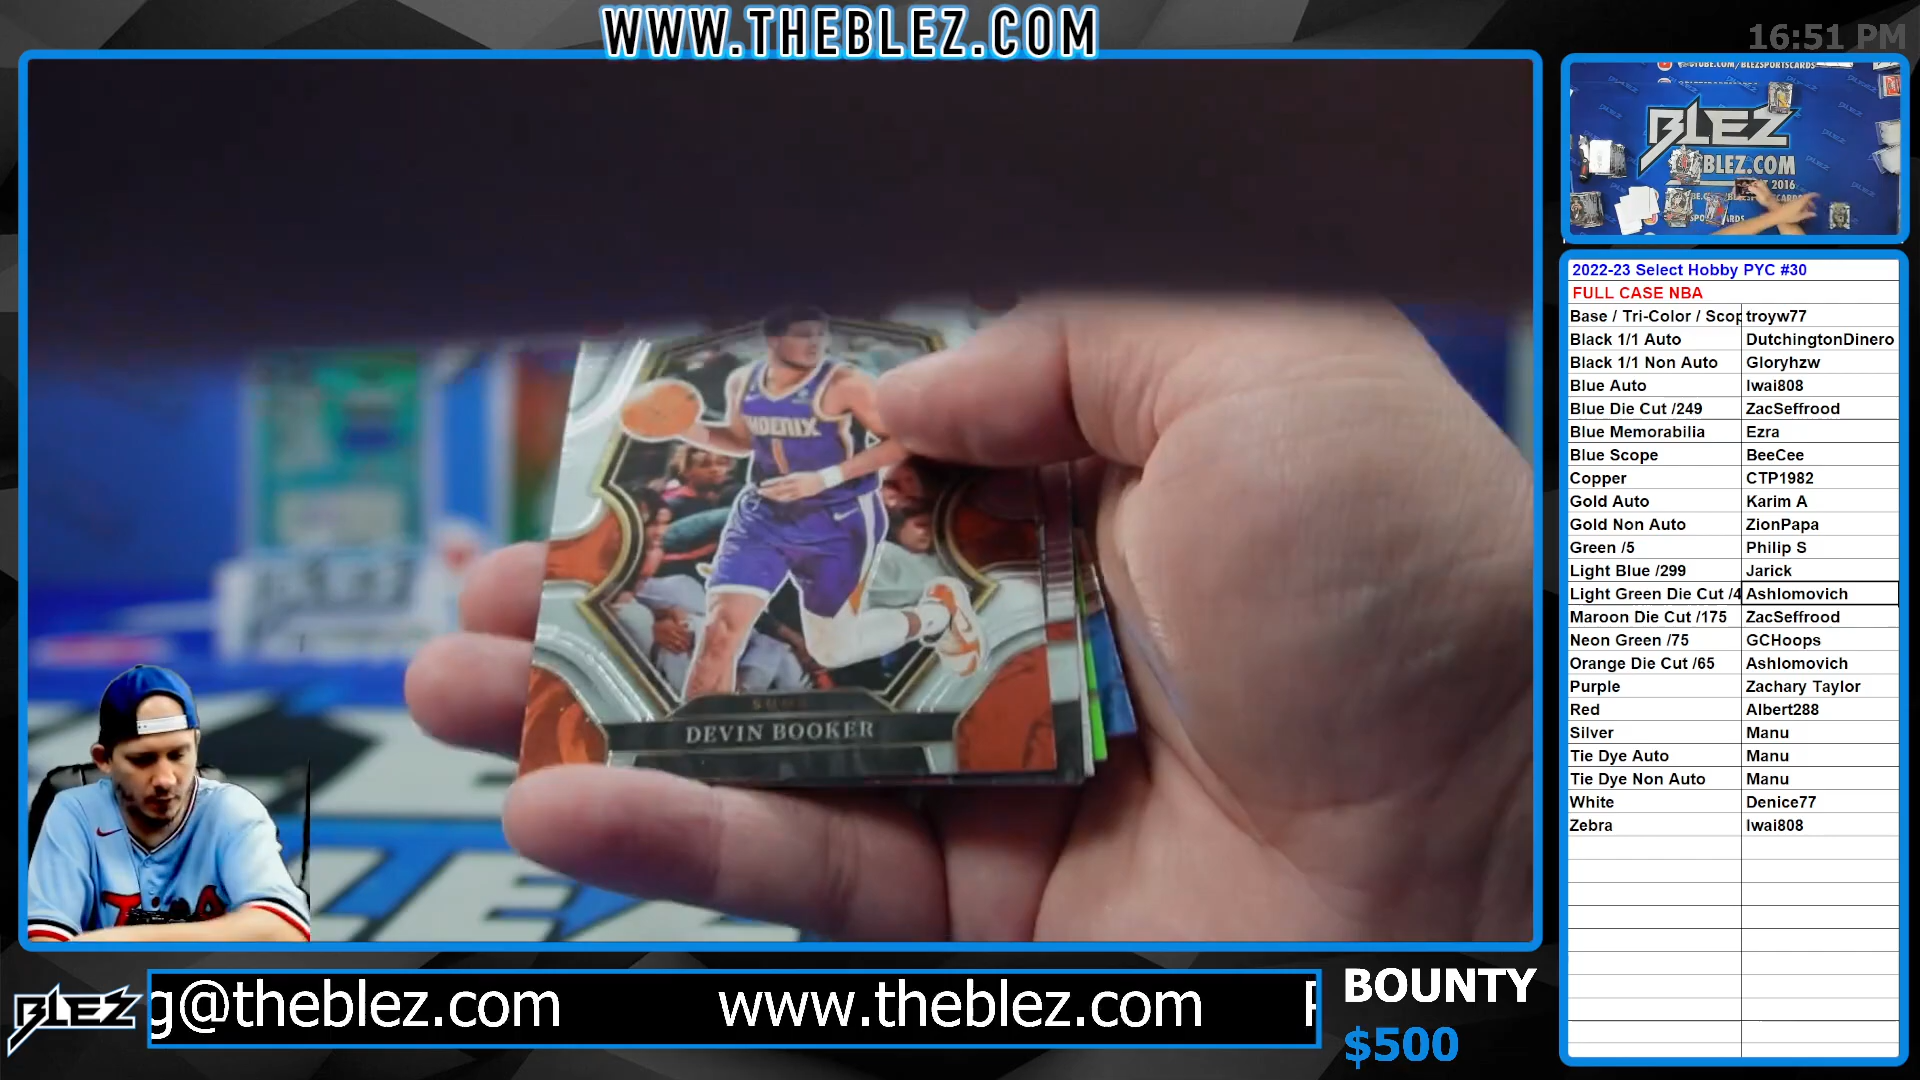 WWW.THEBLEZ.COM
16:51 PM
BLEZ
BLEZ.COM
2016
2022-23 Select Hobby PYC #30
FULL CASE NBA
Base / Tri-Color / Scop troyw77
Black 1/1 Auto DutchingtonDinero
Black 1/1 Non Auto Gloryhzw
Blue Auto Iwai808
Blue Die Cut /249 ZacSeffrood
Blue Memorabilia Ezra
Blue Scope BeeCee
Copper CTP1982
Gold Auto Karim A
Gold Non Auto ZionPapa
Green /5 Philip S
Light Blue /299 Jarick
Light Green Die Cut /4 Ashlomovich
Maroon Die Cut /175 ZacSeffrood
Neon Green /75 GCHoops
Orange Die Cut /65 Ashlomovich
Purple Zachary Taylor
Red Albert288
Silver Manu
Tie Dye Auto Manu
Tie Dye Non Auto Manu
White Denice77
Zebra Iwai808
PHOENIX
1
SUNS
DEVIN BOOKER
BLEZ
g@theblez.com www.theblez.com
BOUNTY
$500